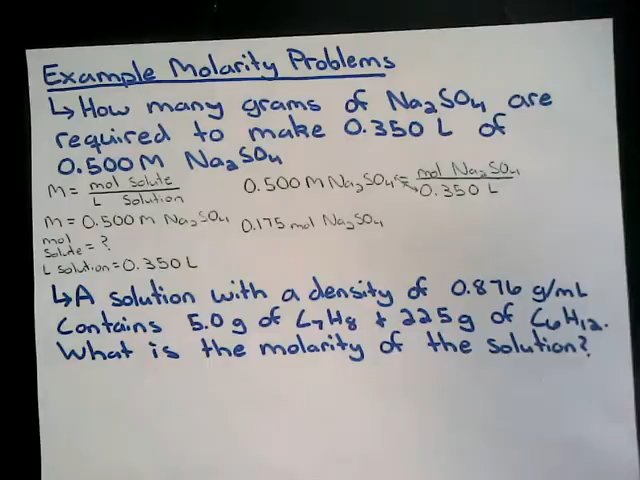 Example Molarity Problems
↳How many grams of Na₂SO₄ are
required to make 0.350 L of
0.500 M Na₂SO₄
M = mol solute / L solution
0.500 M Na₂SO₄ = mol Na₂SO₄ / 0.350 L
M = 0.500 M Na₂SO₄
0.175 mol Na₂SO₄
mol
solute = ?
L solution = 0.350 L
↳A solution with a density of 0.876 g/mL
contains 5.0 g of C₇H₈ + 225 g of C₆H₁₂.
What is the molarity of the solution?